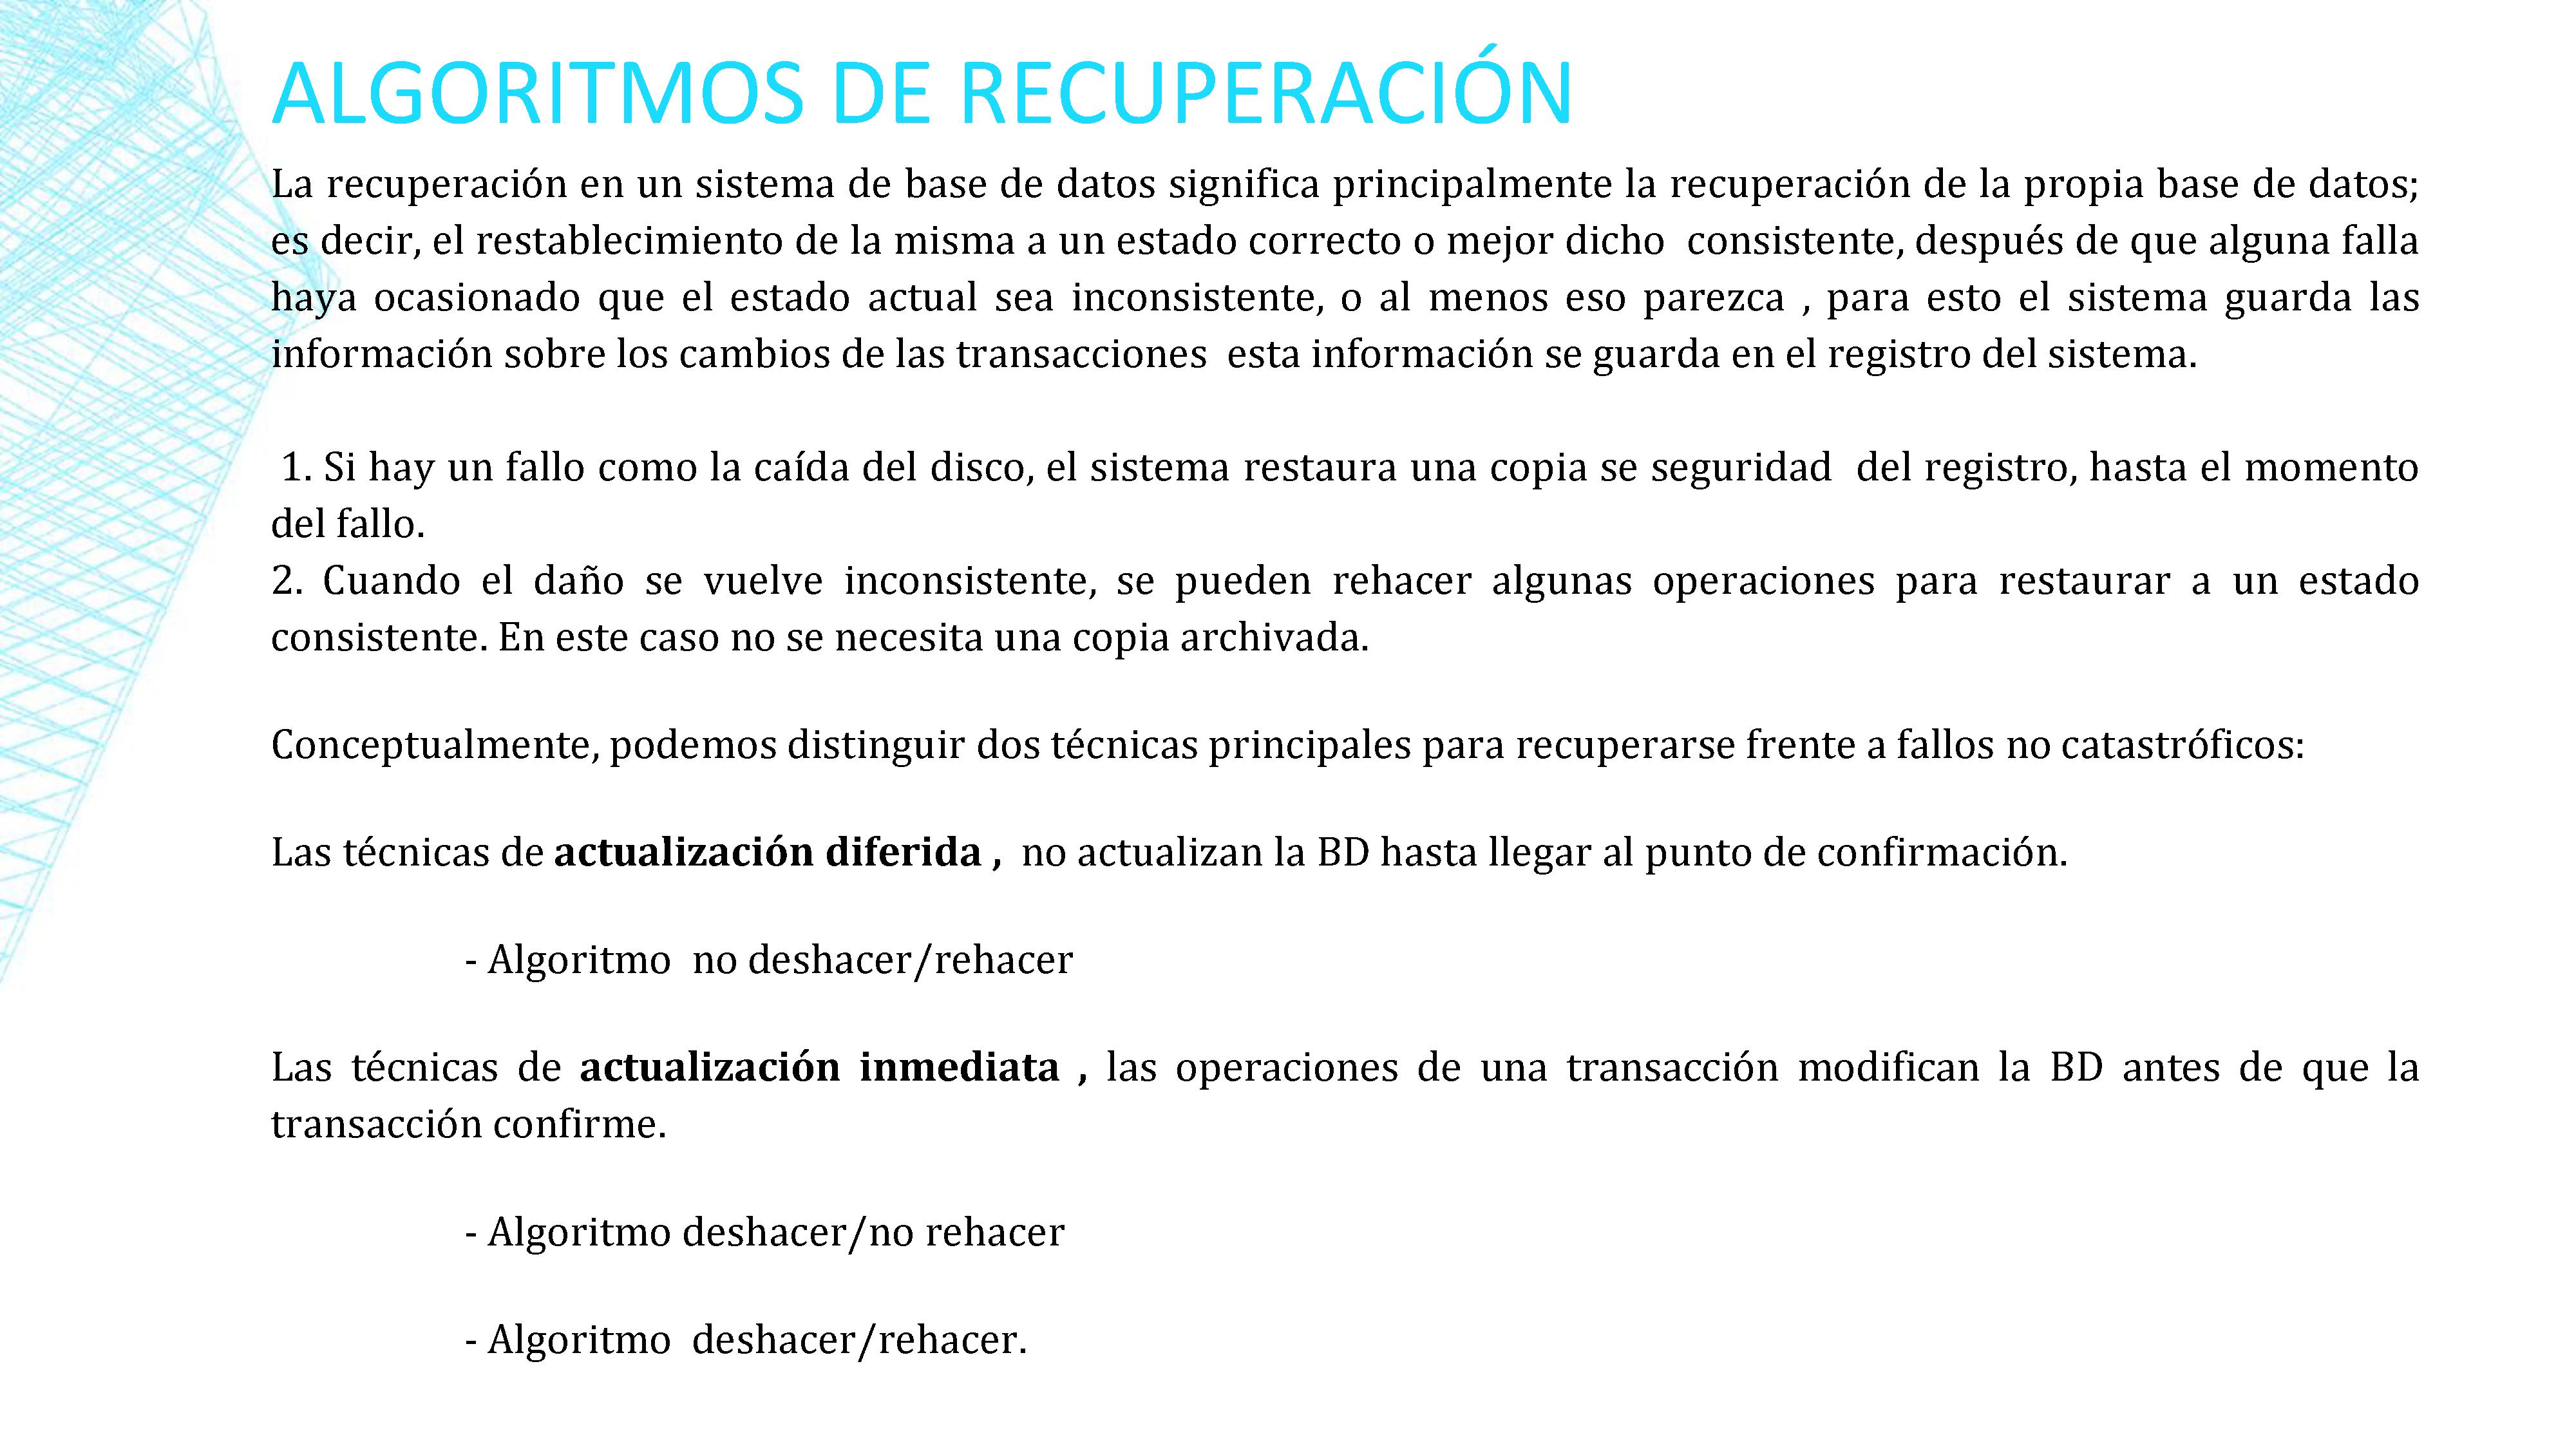 ALGORITMOS DE RECUPERACIÓN
La recuperación en un sistema de base de datos significa principalmente la recuperación de la propia base de datos;
es decir, el restablecimiento de la misma a un estado correcto o mejor dicho consistente, después de que alguna falla
haya ocasionado que el estado actual sea inconsistente, o al menos eso parezca , para esto el sistema guarda las
información sobre los cambios de las transacciones esta información se guarda en el registro del sistema.
1. Si hay un fallo como la caída del disco, el sistema restaura una copia se seguridad del registro, hasta el momento
del fallo.
2. Cuando el daño se vuelve inconsistente, se pueden rehacer algunas operaciones para restaurar a un estado
consistente. En este caso no se necesita una copia archivada.
Conceptualmente, podemos distinguir dos técnicas principales para recuperarse frente a fallos no catastróficos:
Las técnicas de actualización diferida , no actualizan la BD hasta llegar al punto de confirmación.
- Algoritmo no deshacer/rehacer
Las técnicas de actualización inmediata , las operaciones de una transacción modifican la BD antes de que la
transacción confirme.
- Algoritmo deshacer/no rehacer
- Algoritmo deshacer/rehacer.